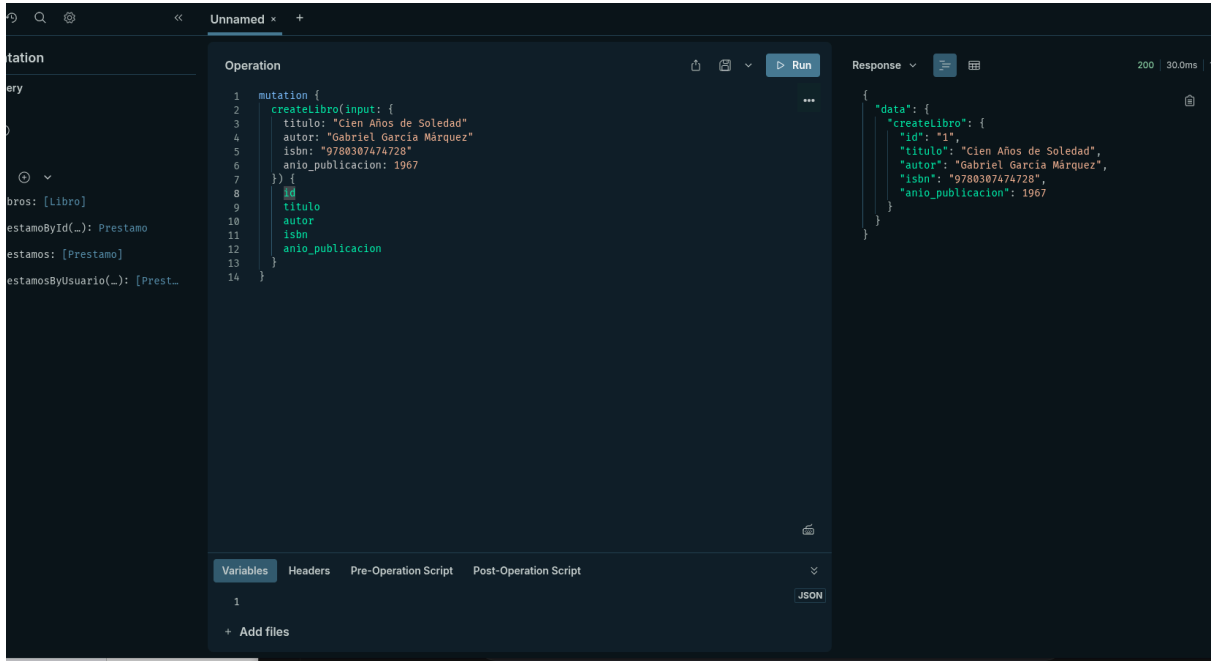 Unnamed × +
tation
ery
bros: [Libro]
estamoById(…): Prestamo
estamos: [Prestamo]
estamosByUsuario(…): [Prest…
Operation
Run
1 mutation {
2 createLibro(input: {
3 titulo: "Cien Años de Soledad"
4 autor: "Gabriel García Márquez"
5 isbn: "9780307474728"
6 anio_publicacion: 1967
7 }) {
8 id
9 titulo
10 autor
11 isbn
12 anio_publicacion
13 }
14 }
Variables Headers Pre-Operation Script Post-Operation Script
1
JSON
+ Add files
Response
200 30.0ms
{
"data": {
"createLibro": {
"id": "1",
"titulo": "Cien Años de Soledad",
"autor": "Gabriel García Márquez",
"isbn": "9780307474728",
"anio_publicacion": 1967
}
}
}